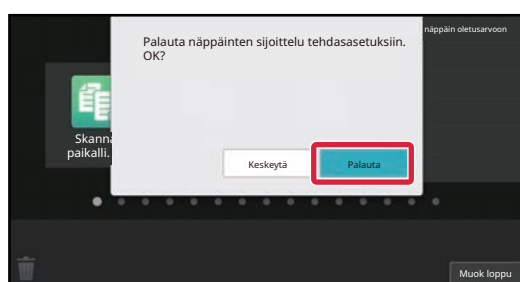 näppäin oletusarvoon
Palauta näppäinten sijoittelu tehdasasetuksiin.
OK?
Skanna
paikalli.
Keskeytä
Palauta
Muok loppu